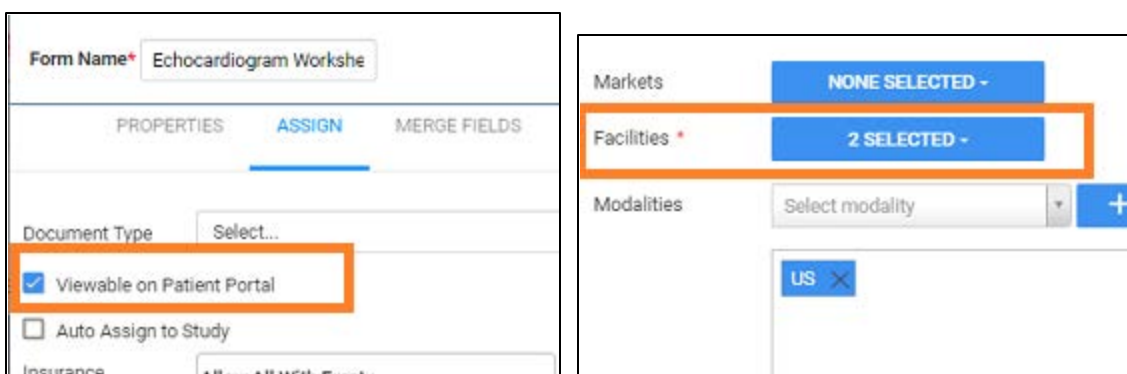 Form Name* Echocardiogram Workshe
PROPERTIES ASSIGN MERGE FIELDS
Document Type Select...
Viewable on Patient Portal
Auto Assign to Study
Insurance
Markets NONE SELECTED
Facilities * 2 SELECTED
Modalities Select modality +
US X